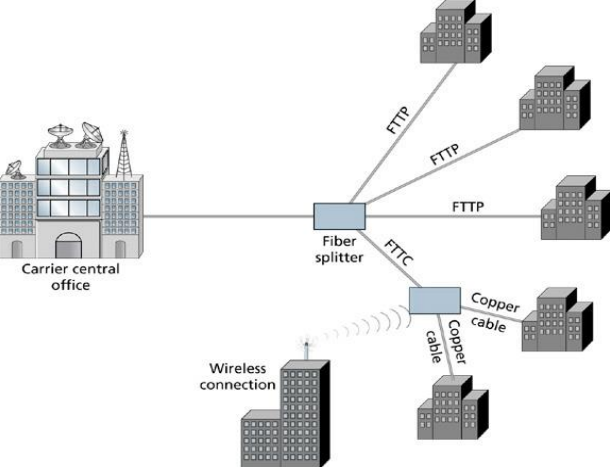 FTTP
FTTP
FTTP
Fiber
splitter
FTTC
Carrier central
office
Copper
cable
Copper
cable
Wireless
connection